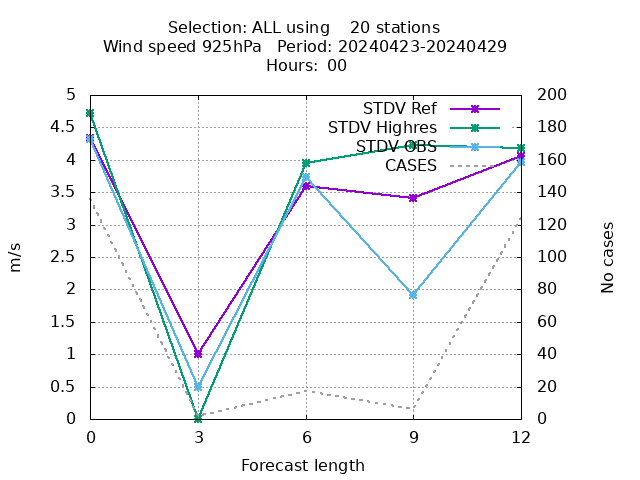 Selection: ALL using    20 stations
Wind speed 925hPa   Period: 20240423-20240429
Hours:  00
STDV Ref
STDV Highres
STDV OBS
CASES
5
4.5
4
3.5
3
2.5
2
1.5
1
0.5
0
200
180
160
140
120
100
80
60
40
20
0
m/s
No cases
0 3 6 9 12
Forecast length